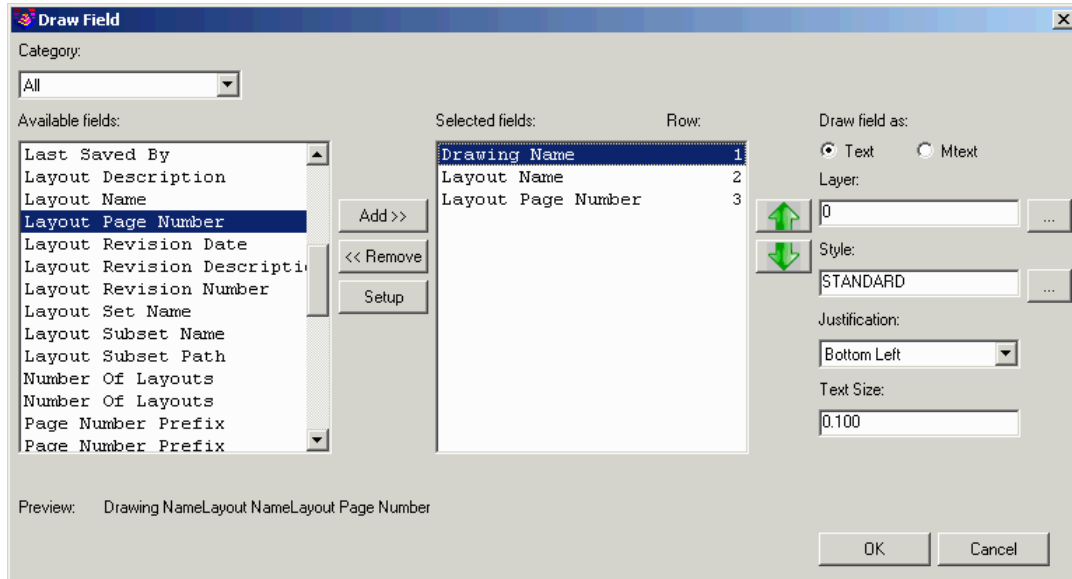 Draw Field
Category:
All
Available fields:
Last Saved By
Layout Description
Layout Name
Layout Page Number
Layout Revision Date
Layout Revision Descripti
Layout Revision Number
Layout Set Name
Layout Subset Name
Layout Subset Path
Number Of Layouts
Number Of Layouts
Page Number Prefix
Page Number Prefix
Add >>
<< Remove
Setup
Selected fields: Row:
Drawing Name 1
Layout Name 2
Layout Page Number 3
Draw field as:
Text Mtext
Layer:
0 ...
Style:
STANDARD ...
Justification:
Bottom Left
Text Size:
0.100
Preview: Drawing NameLayout NameLayout Page Number
OK Cancel